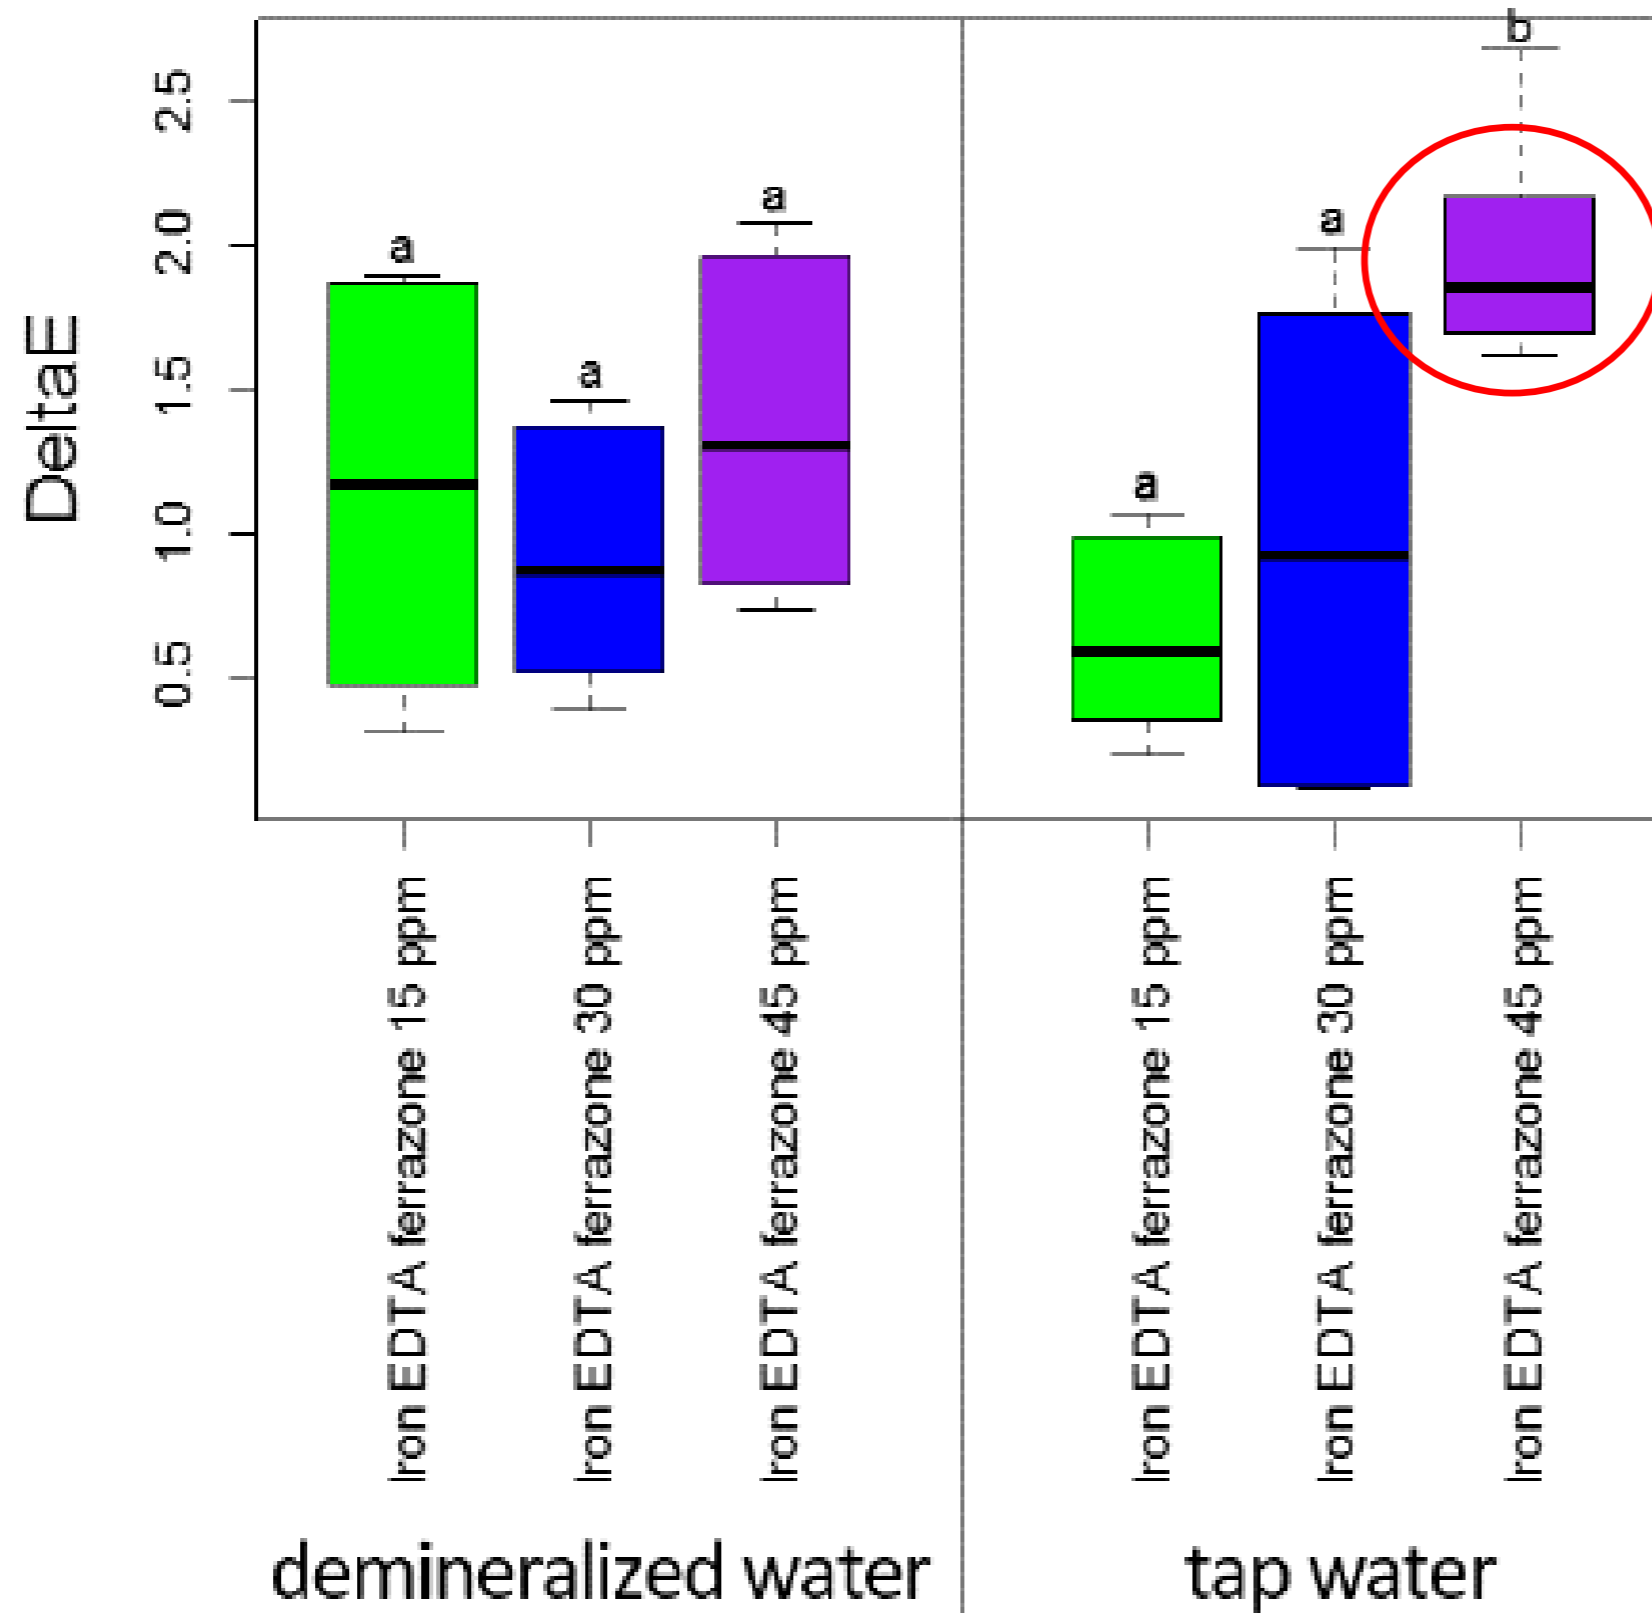 DeltaE
2.5
2.0
1.5
1.0
0.5
a
a
a
a
a
b
Iron EDTA ferrazone 15 ppm
Iron EDTA ferrazone 30 ppm
Iron EDTA ferrazone 45 ppm
Iron EDTA ferrazone 15 ppm
Iron EDTA ferrazone 30 ppm
Iron EDTA ferrazone 45 ppm
demineralized water
tap water